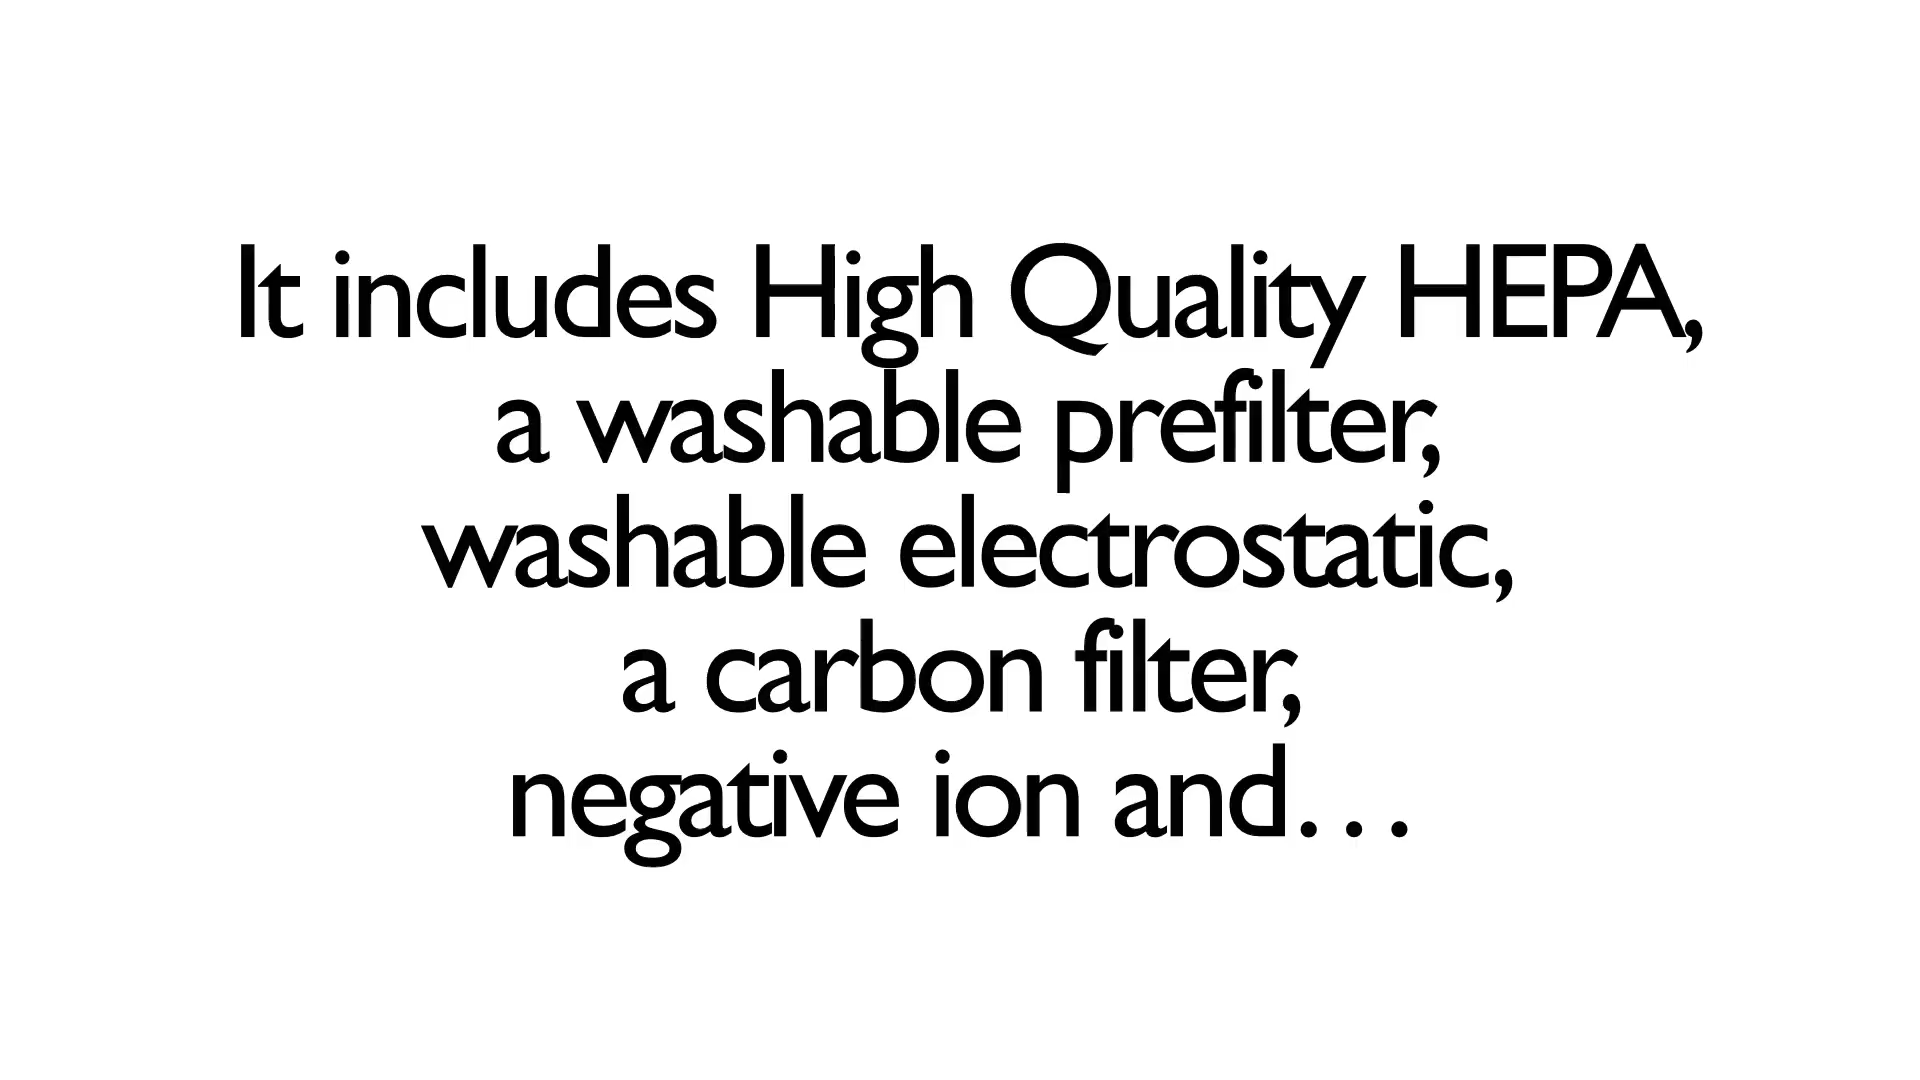 It includes High Quality HEPA,
a washable prefilter,
washable electrostatic,
a carbon filter,
negative ion and…